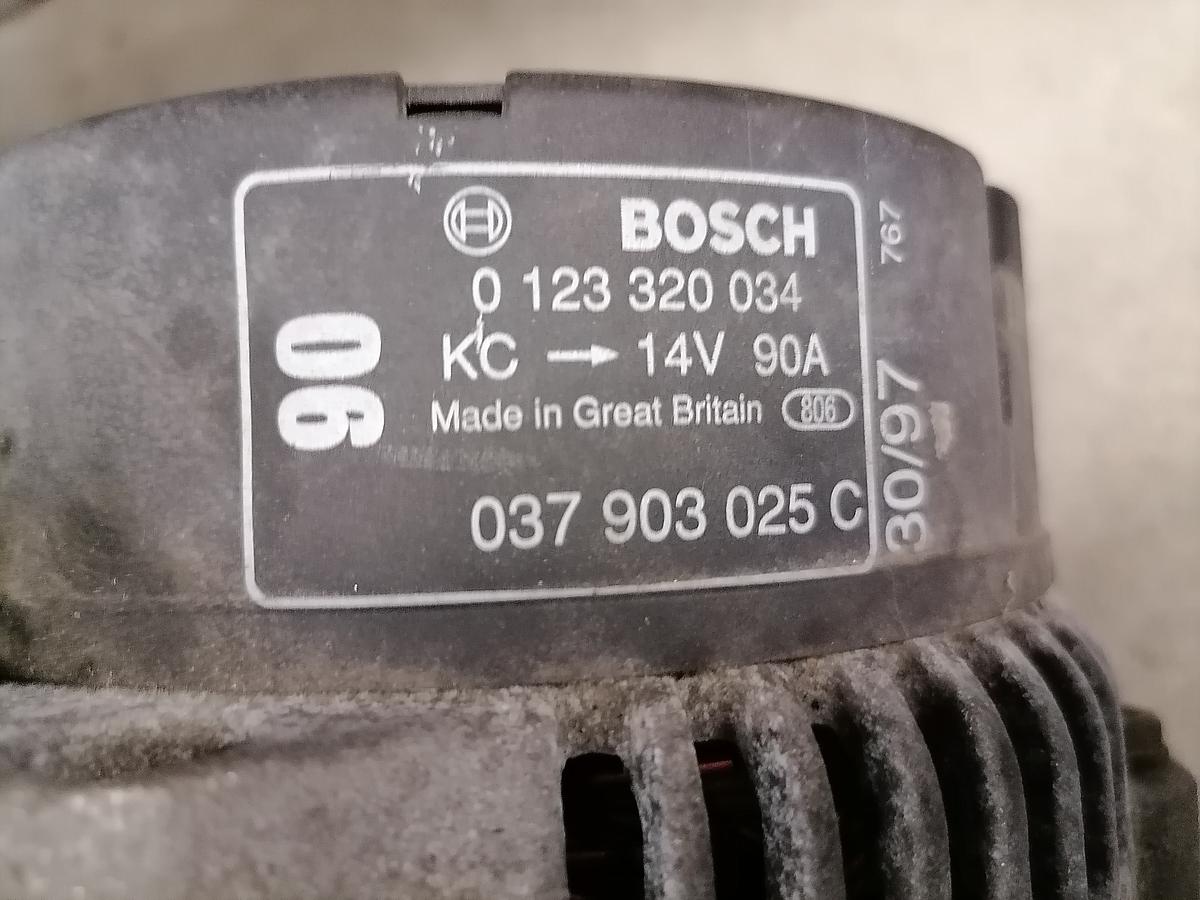 BOSCH
0 123 320 034
KC → 14V 90A
Made in Great Britain 806
037 903 025 C
90
30/97 767